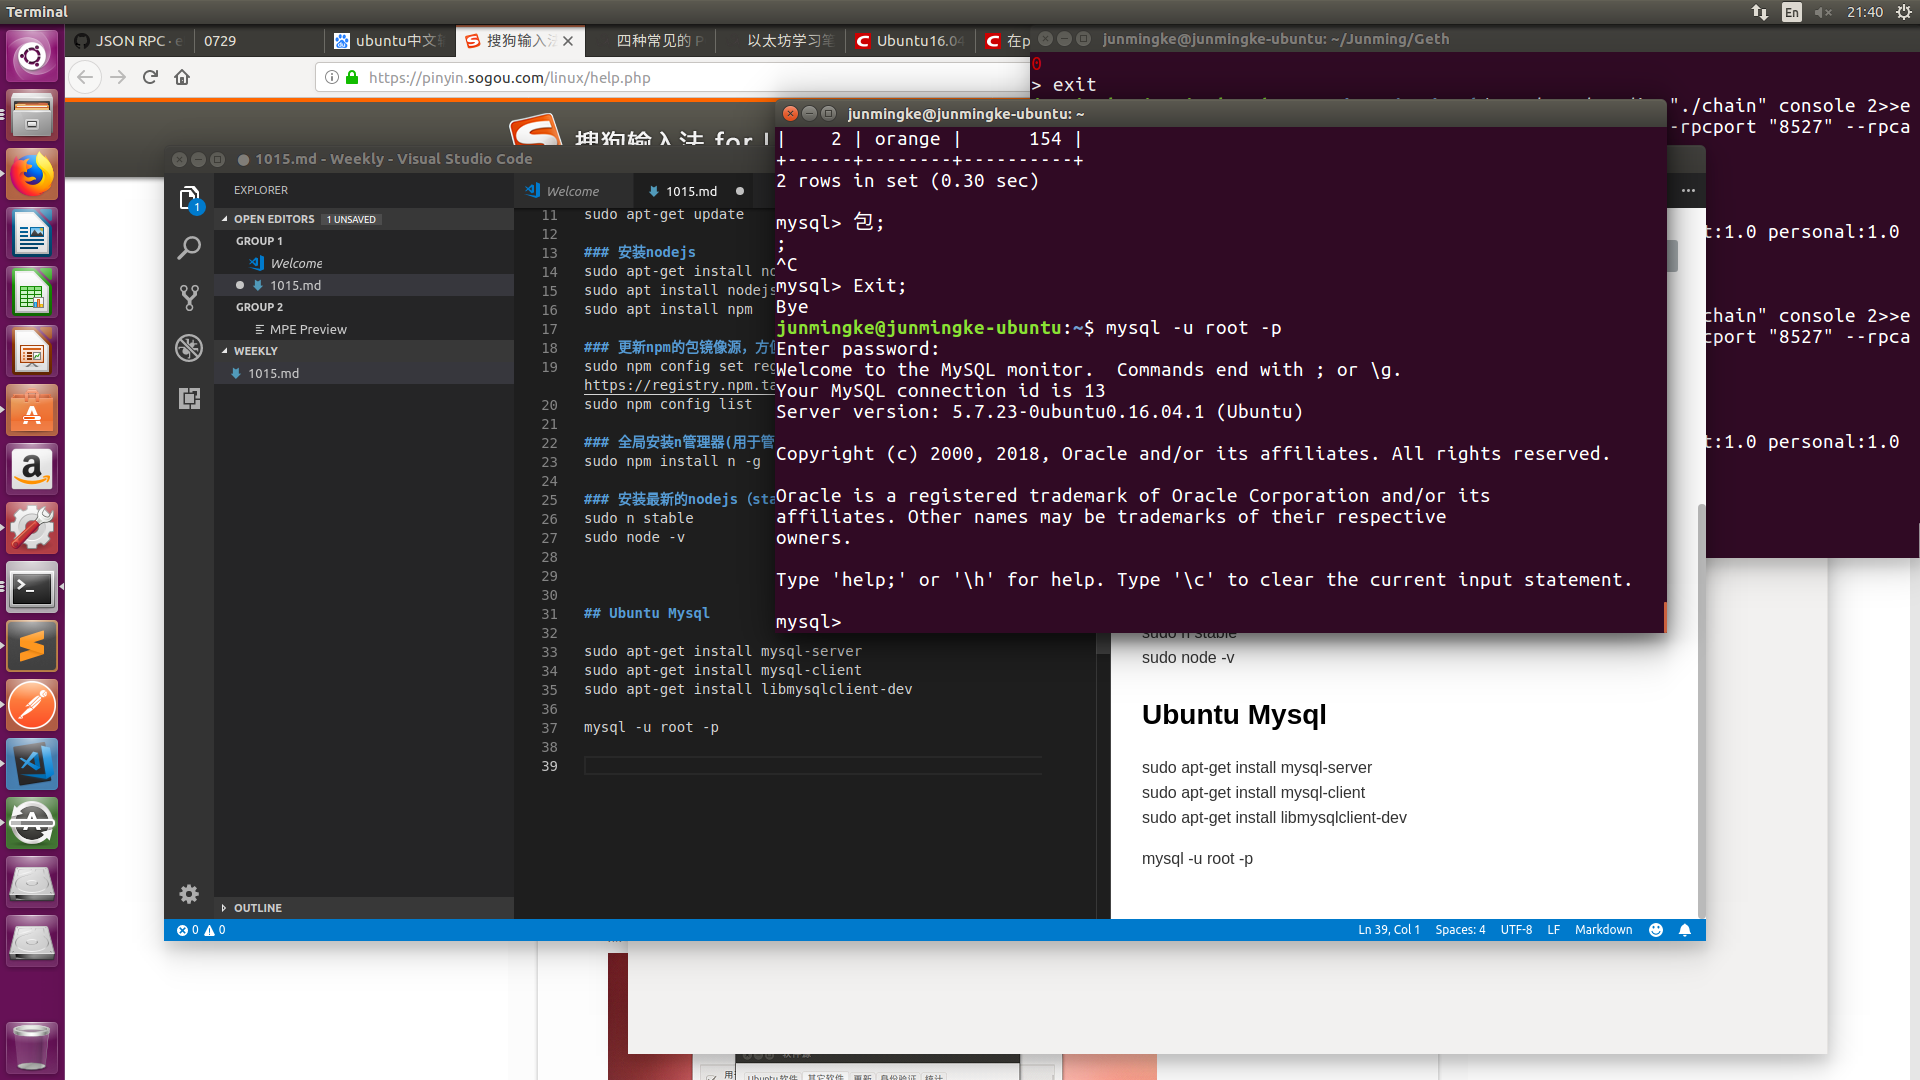 Terminal
En
21:40
JSON RPC · e
0729
ubuntu中文
搜狗输入法
四种常见的 P
以太坊学习笔
Ubuntu16.04
在p
https://pinyin.sogou.com/linux/help.php
搜狗输入法 for
junmingke@junmingke-ubuntu: ~/Junming/Geth
0
> exit
"./chain" console 2>>e
-rpcport "8527" --rpca
t:1.0 personal:1.0
chain" console 2>>e
cport "8527" --rpca
t:1.0 personal:1.0
junmingke@junmingke-ubuntu: ~
| 2 | orange | 154 |
+------+--------+----------+
2 rows in set (0.30 sec)
mysql> 包;
;
^C
mysql> Exit;
Bye
junmingke@junmingke-ubuntu:~$ mysql -u root -p
Enter password:
Welcome to the MySQL monitor.  Commands end with ; or \g.
Your MySQL connection id is 13
Server version: 5.7.23-0ubuntu0.16.04.1 (Ubuntu)
Copyright (c) 2000, 2018, Oracle and/or its affiliates. All rights reserved.
Oracle is a registered trademark of Oracle Corporation and/or its
affiliates. Other names may be trademarks of their respective
owners.
Type 'help;' or '\h' for help. Type '\c' to clear the current input statement.
mysql>
● 1015.md - Weekly - Visual Studio Code
EXPLORER
OPEN EDITORS 1 UNSAVED
GROUP 1
Welcome
1015.md
GROUP 2
MPE Preview
WEEKLY
1015.md
OUTLINE
1
Welcome
1015.md
11 sudo apt-get update
12
13 ### 安装nodejs
14 sudo apt-get install no
15 sudo apt install nodejs
16 sudo apt install npm
17
18 ### 更新npm的包镜像源，方便
19 sudo npm config set reg
https://registry.npm.ta
20 sudo npm config list
21
22 ### 全局安装n管理器(用于管
23 sudo npm install n -g
24
25 ### 安装最新的nodejs（sta
26 sudo n stable
27 sudo node -v
28
29
30
31 ## Ubuntu Mysql
32
33 sudo apt-get install mysql-server
34 sudo apt-get install mysql-client
35 sudo apt-get install libmysqlclient-dev
36
37 mysql -u root -p
38
39
sudo n stable
sudo node -v
Ubuntu Mysql
sudo apt-get install mysql-server
sudo apt-get install mysql-client
sudo apt-get install libmysqlclient-dev
mysql -u root -p
0 0
Ln 39, Col 1
Spaces: 4
UTF-8
LF
Markdown
Ubuntu 软件 其它软件 更新 身份验证 统计